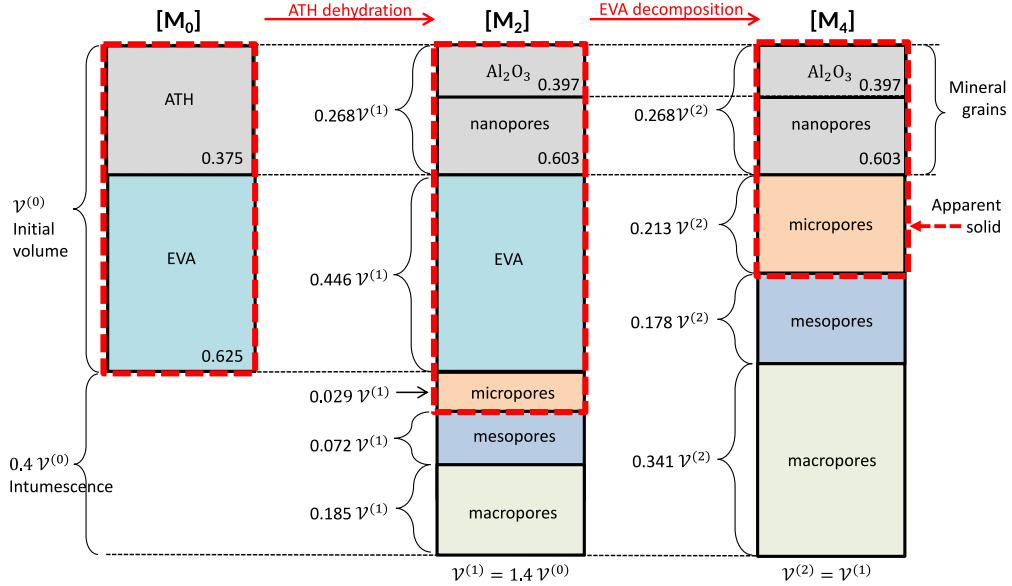 [M₀]
ATH dehydration
[M₂]
EVA decomposition
[M₄]
ATH
0.375
EVA
0.625
𝒱⁽⁰⁾
Initial
volume
0.4 𝒱⁽⁰⁾
Intumescence
0.268𝒱⁽¹⁾
0.446 𝒱⁽¹⁾
0.029 𝒱⁽¹⁾
0.072 𝒱⁽¹⁾
0.185 𝒱⁽¹⁾
Al₂O₃
0.397
nanopores
0.603
EVA
micropores
mesopores
macropores
𝒱⁽¹⁾ = 1.4 𝒱⁽⁰⁾
0.268𝒱⁽²⁾
0.213 𝒱⁽²⁾
0.178 𝒱⁽²⁾
0.341 𝒱⁽²⁾
Al₂O₃
0.397
nanopores
0.603
micropores
mesopores
macropores
𝒱⁽²⁾ = 𝒱⁽¹⁾
Mineral
grains
Apparent
solid